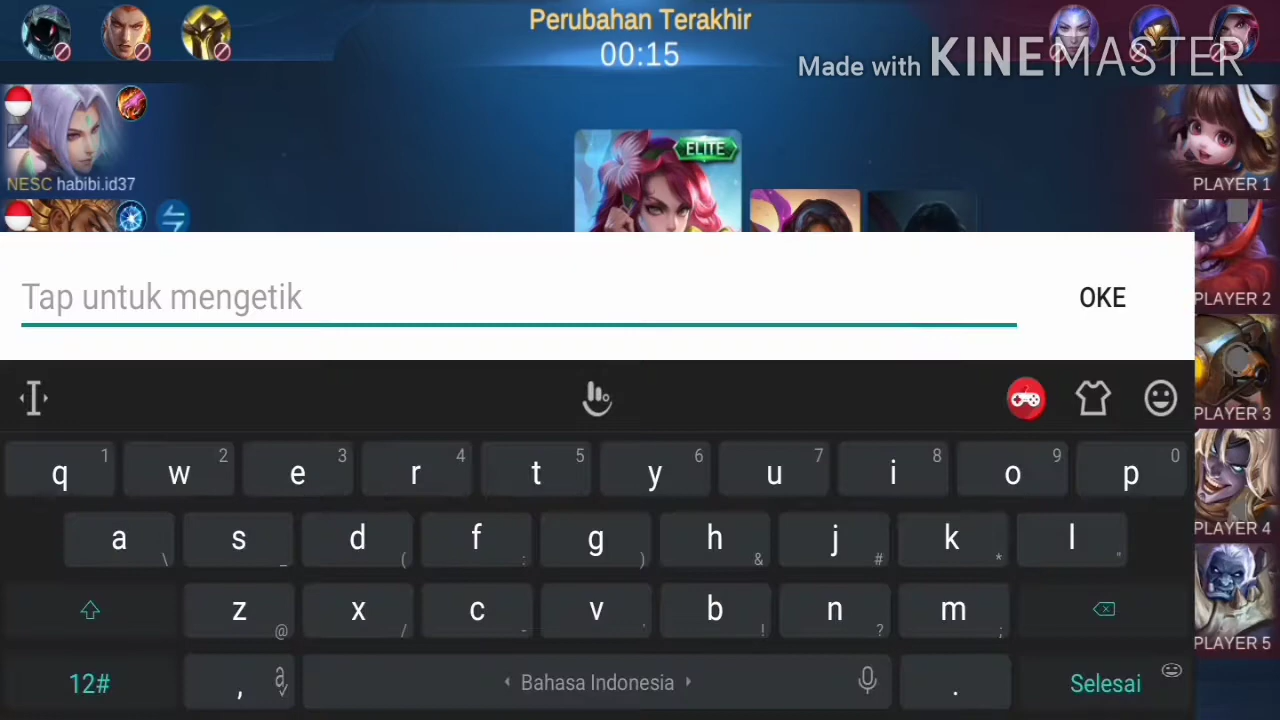 Perubahan Terakhir
00:15
Made with KINEMASTER
ELITE
NESC habibi.id37
PLAYER 1
PLAYER 2
PLAYER 3
PLAYER 4
PLAYER 5
Tap untuk mengetik
OKE
q 1 w 2 e 3 r 4 t 5 y 6 u 7 i 8 o 9 p 0
a \ s _ d ( f : g ) h & j # k * l "
z @ x / c - v ' b ! n ? m ;
12# , a Bahasa Indonesia . Selesai